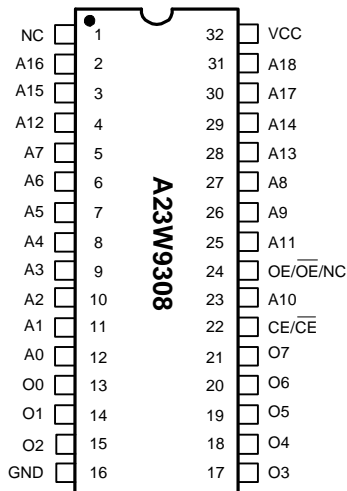 NC 1 32 VCC
A16 2 31 A18
A15 3 30 A17
A12 4 29 A14
A7 5 28 A13
A6 6 27 A8
A5 7 26 A9
A4 8 25 A11
A3 9 24 OE/O̅E̅/NC
A2 10 23 A10
A1 11 22 CE/C̅E̅
A0 12 21 O7
O0 13 20 O6
O1 14 19 O5
O2 15 18 O4
GND 16 17 O3
A23W9308